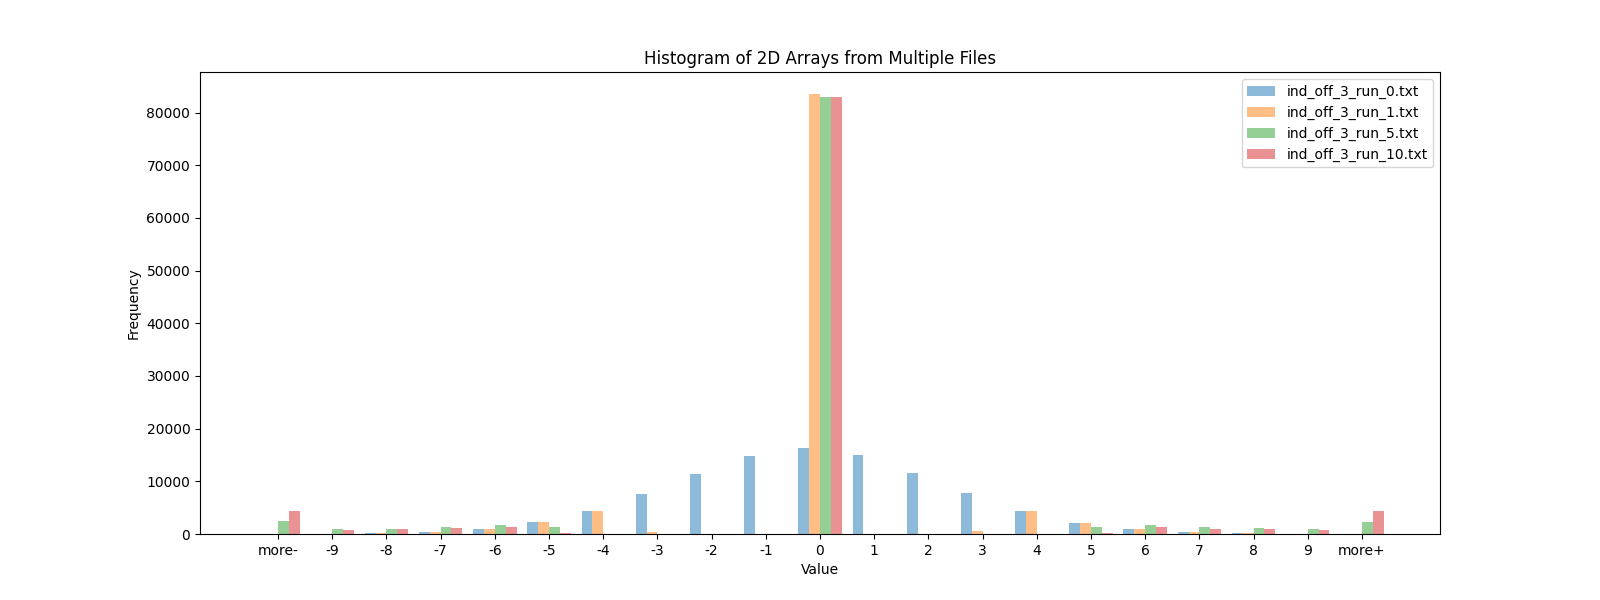 Histogram of 2D Arrays from Multiple Files
ind_off_3_run_0.txt
ind_off_3_run_1.txt
ind_off_3_run_5.txt
ind_off_3_run_10.txt
Frequency
80000
70000
60000
50000
40000
30000
20000
10000
0
more- -9 -8 -7 -6 -5 -4 -3 -2 -1 0 1 2 3 4 5 6 7 8 9 more+
Value